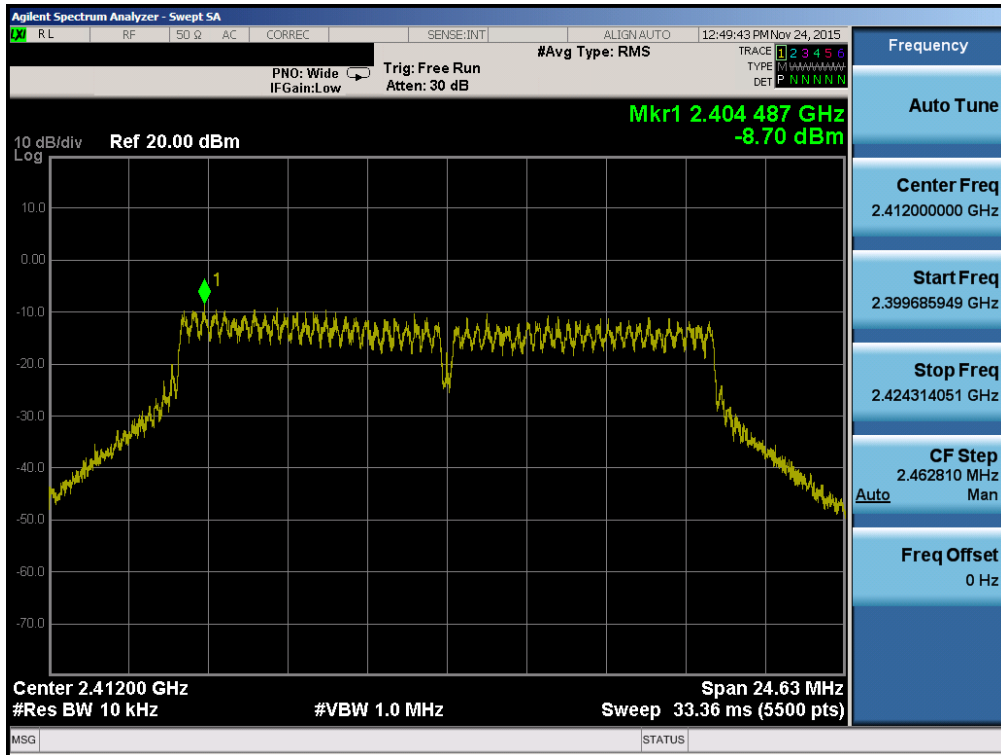 Agilent Spectrum Analyzer - Swept SA
LXI RL RF 50 Ω AC CORREC SENSE:INT ALIGN AUTO 12:49:43 PM Nov 24, 2015
#Avg Type: RMS TRACE 1 2 3 4 5 6
PNO: Wide Trig: Free Run TYPE M WWWWW
IFGain:Low Atten: 30 dB DET P N N N N N
Mkr1 2.404 487 GHz
-8.70 dBm
10 dB/div Ref 20.00 dBm
Log
10.0
0.00
1
-10.0
-20.0
-30.0
-40.0
-50.0
-60.0
-70.0
Center 2.41200 GHz Span 24.63 MHz
#Res BW 10 kHz #VBW 1.0 MHz Sweep 33.36 ms (5500 pts)
MSG STATUS
Frequency
Auto Tune
Center Freq
2.412000000 GHz
Start Freq
2.399685949 GHz
Stop Freq
2.424314051 GHz
CF Step
2.462810 MHz
Auto Man
Freq Offset
0 Hz